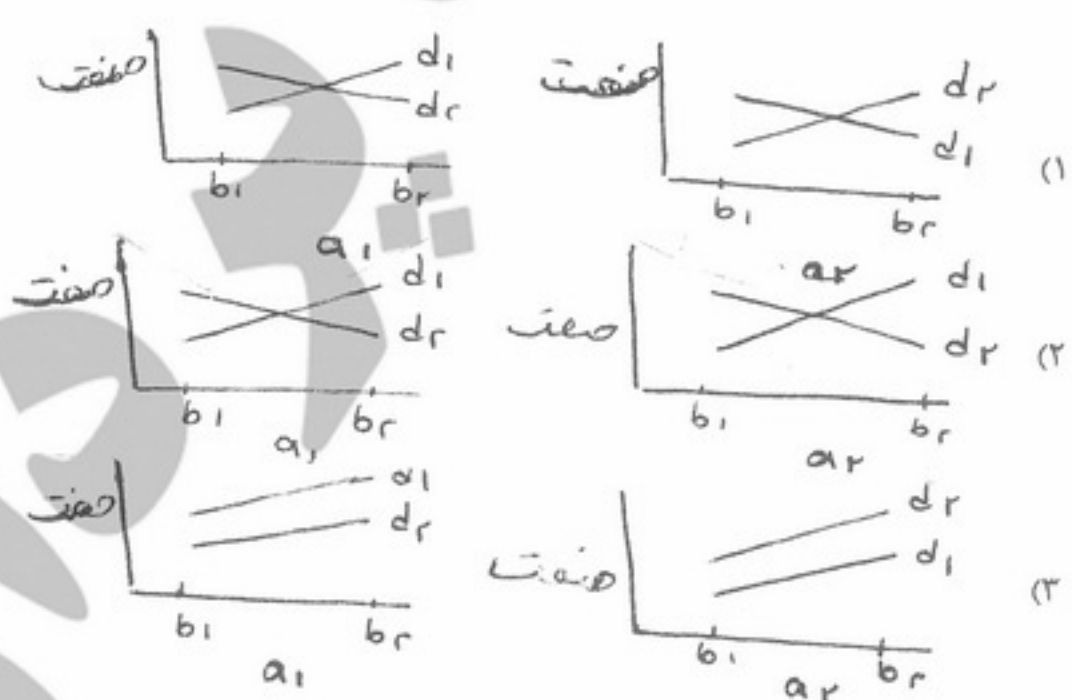 صفت d۱ صفت d۲
d۲ d۱ (۱
b۱ b۲ b۱ b۲
a۱ a۲
صفت d۱ صفت d۱
d۲ d۲ (۲
b۱ b۲ b۱ b۲
a۱ a۲
صفت d۱ صفت d۲
d۲ d۱ (۳
b۱ b۲ b۱ b۲
a۱ a۲